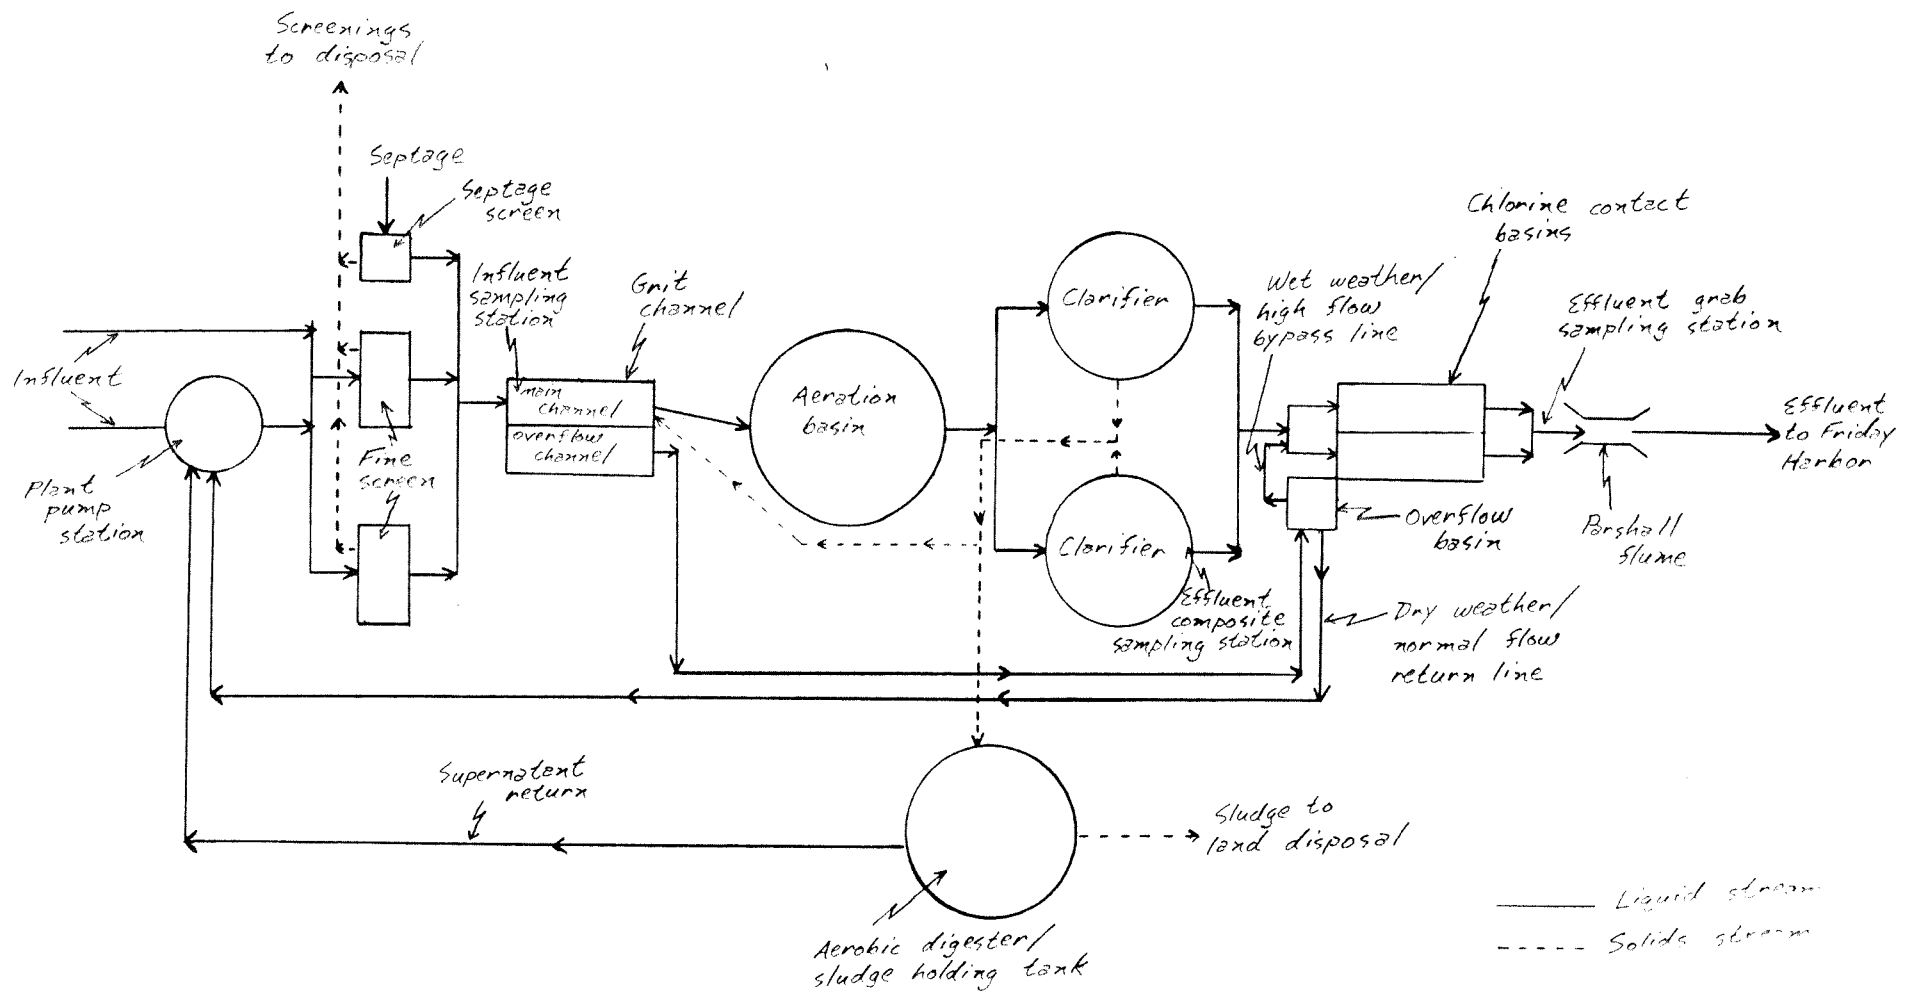 Screenings
to disposal
Septage
Septage
screen
Influent
sampling
station
Grit
channel
main
channel
overflow
channel
Influent
Plant
pump
station
Fine
screen
Aeration
basin
Clarifier
Clarifier
Effluent
composite
sampling station
Wet weather/
high flow
bypass line
Chlorine contact
basins
Effluent grab
sampling station
Effluent
to Friday
Harbor
Overflow
basin
Parshall
flume
Dry weather/
normal flow
return line
Supernatant
return
Sludge to
land disposal
Aerobic digester/
sludge holding tank
Liquid stream
Solids stream